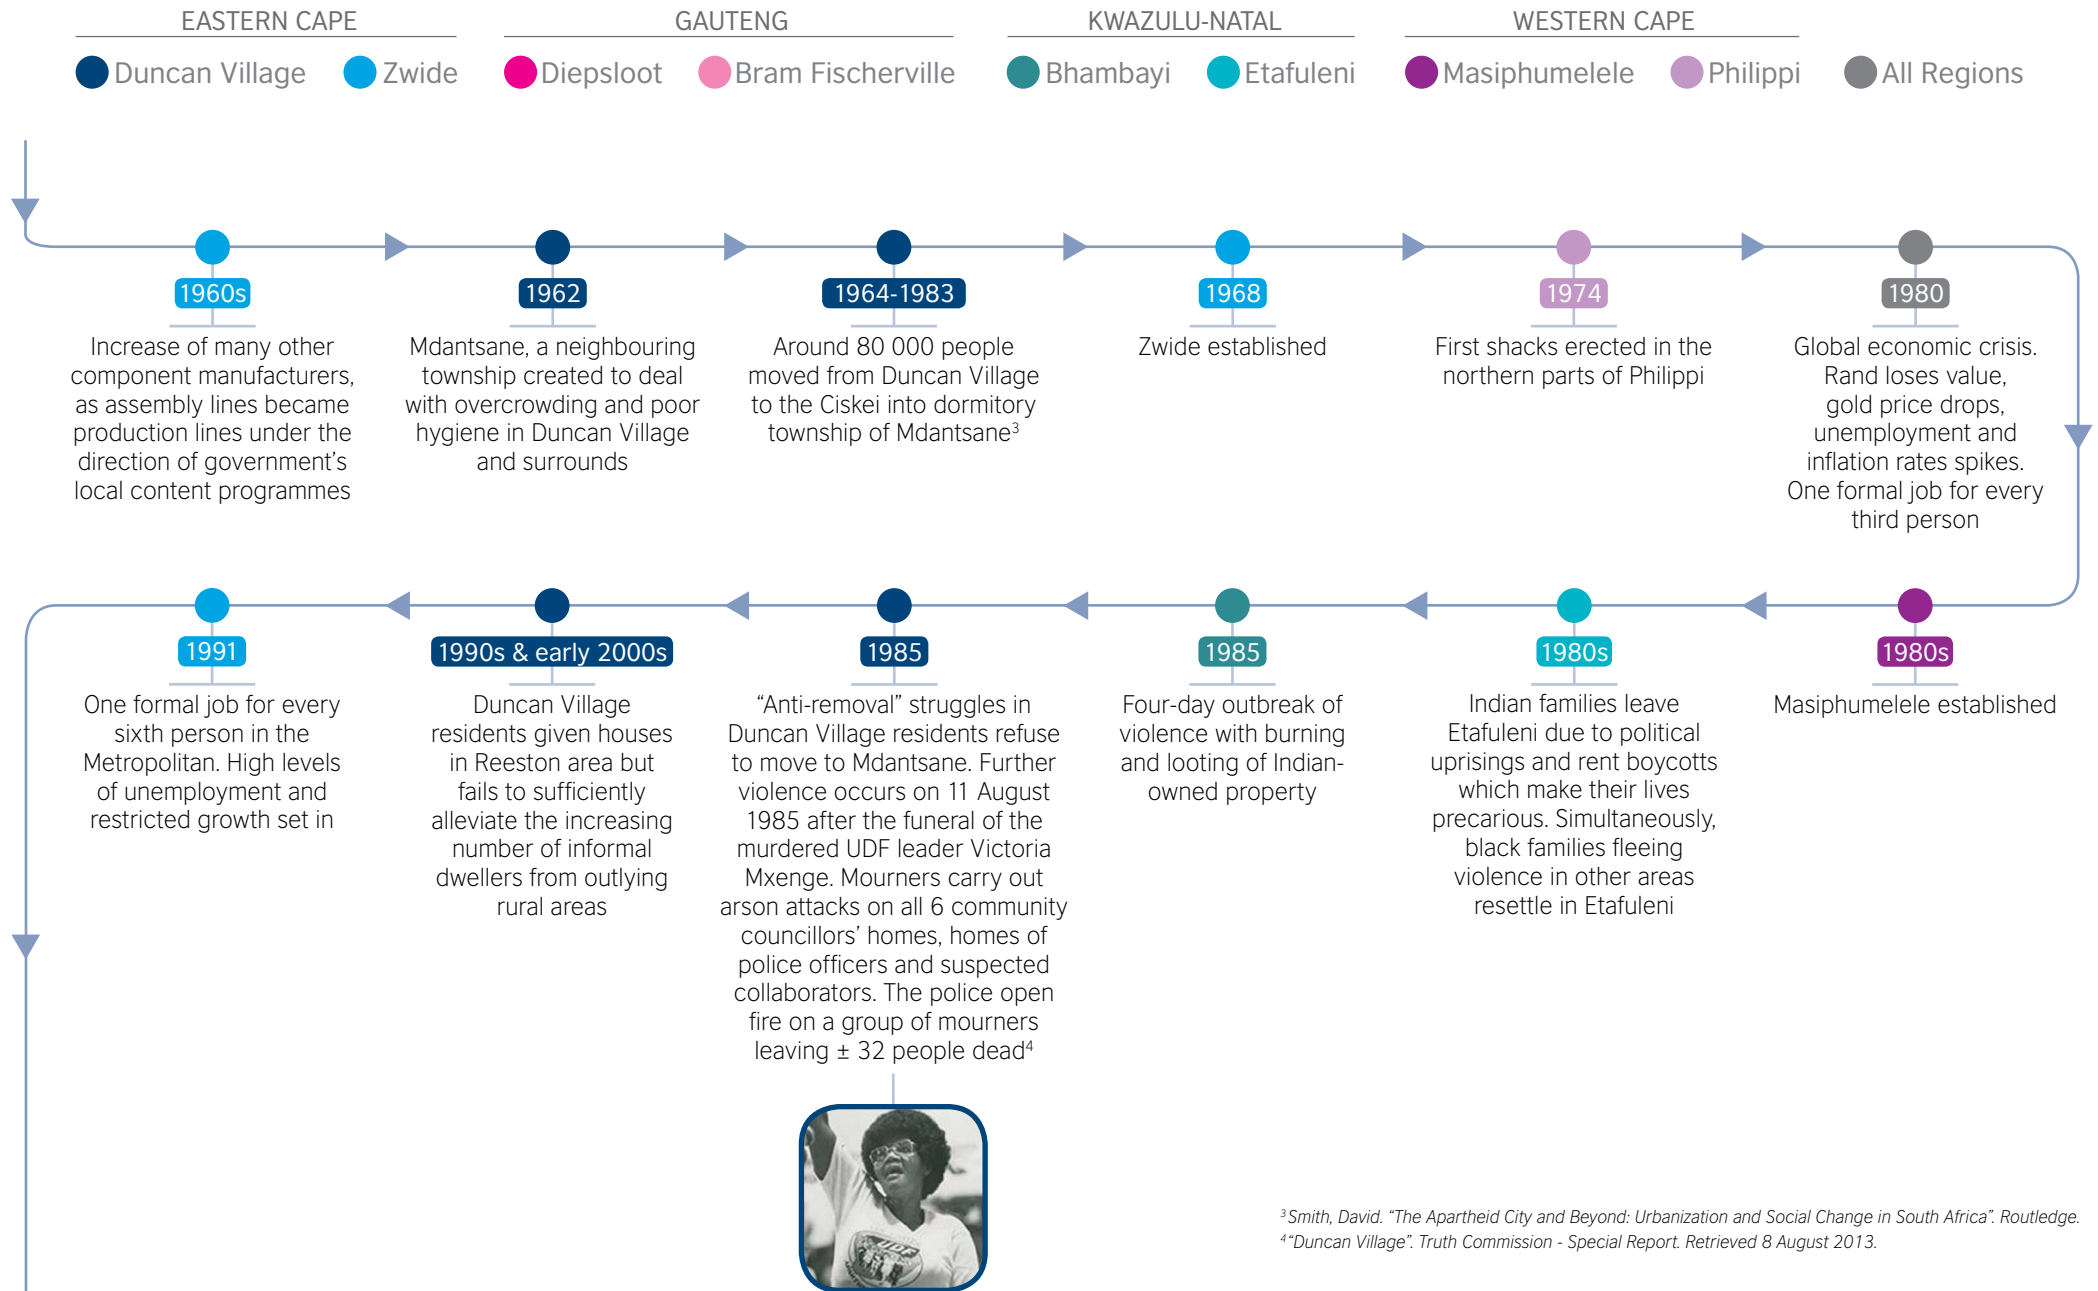 EASTERN CAPE
GAUTENG
KWAZULU-NATAL
WESTERN CAPE
Duncan Village
Zwide
Diepsloot
Bram Fischerville
Bhambayi
Etafuleni
Masiphumelele
Philippi
All Regions
1960s
Increase of many other
component manufacturers,
as assembly lines became
production lines under the
direction of government's
local content programmes
1962
Mdantsane, a neighbouring
township created to deal
with overcrowding and poor
hygiene in Duncan Village
and surrounds
1964-1983
Around 80 000 people
moved from Duncan Village
to the Ciskei into dormitory
township of Mdantsane³
1968
Zwide established
1974
First shacks erected in the
northern parts of Philippi
1980
Global economic crisis.
Rand loses value,
gold price drops,
unemployment and
inflation rates spikes.
One formal job for every
third person
1980s
Masiphumelele established
1980s
Indian families leave
Etafuleni due to political
uprisings and rent boycotts
which make their lives
precarious. Simultaneously,
black families fleeing
violence in other areas
resettle in Etafuleni
1985
Four-day outbreak of
violence with burning
and looting of Indian-
owned property
1985
“Anti-removal” struggles in
Duncan Village residents refuse
to move to Mdantsane. Further
violence occurs on 11 August
1985 after the funeral of the
murdered UDF leader Victoria
Mxenge. Mourners carry out
arson attacks on all 6 community
councillors’ homes, homes of
police officers and suspected
collaborators. The police open
fire on a group of mourners
leaving ± 32 people dead⁴
UDF
1990s & early 2000s
Duncan Village
residents given houses
in Reeston area but
fails to sufficiently
alleviate the increasing
number of informal
dwellers from outlying
rural areas
1991
One formal job for every
sixth person in the
Metropolitan. High levels
of unemployment and
restricted growth set in
³ Smith, David. “The Apartheid City and Beyond: Urbanization and Social Change in South Africa”. Routledge.
⁴ “Duncan Village”. Truth Commission - Special Report. Retrieved 8 August 2013.